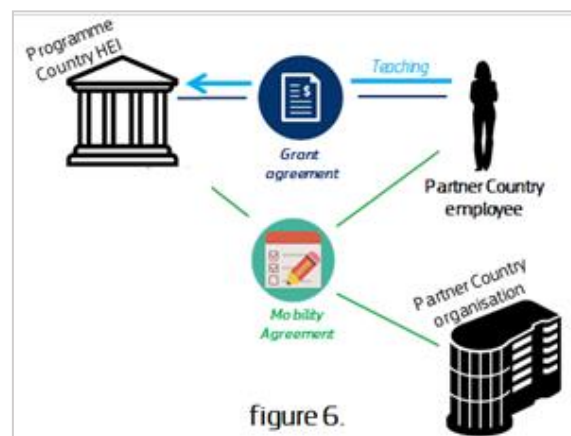 Programme
Country HEI
Teaching
$
Grant
agreement
Partner Country
employee
Mobility
Agreement
Partner Country
organisation
figure 6.